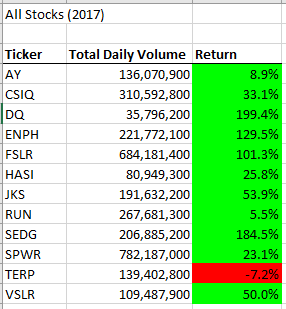 All Stocks (2017)
Ticker Total Daily Volume Return
AY 136,070,900 8.9%
CSIQ 310,592,800 33.1%
DQ 35,796,200 199.4%
ENPH 221,772,100 129.5%
FSLR 684,181,400 101.3%
HASI 80,949,300 25.8%
JKS 191,632,200 53.9%
RUN 267,681,300 5.5%
SEDG 206,885,200 184.5%
SPWR 782,187,000 23.1%
TERP 139,402,800 -7.2%
VSLR 109,487,900 50.0%